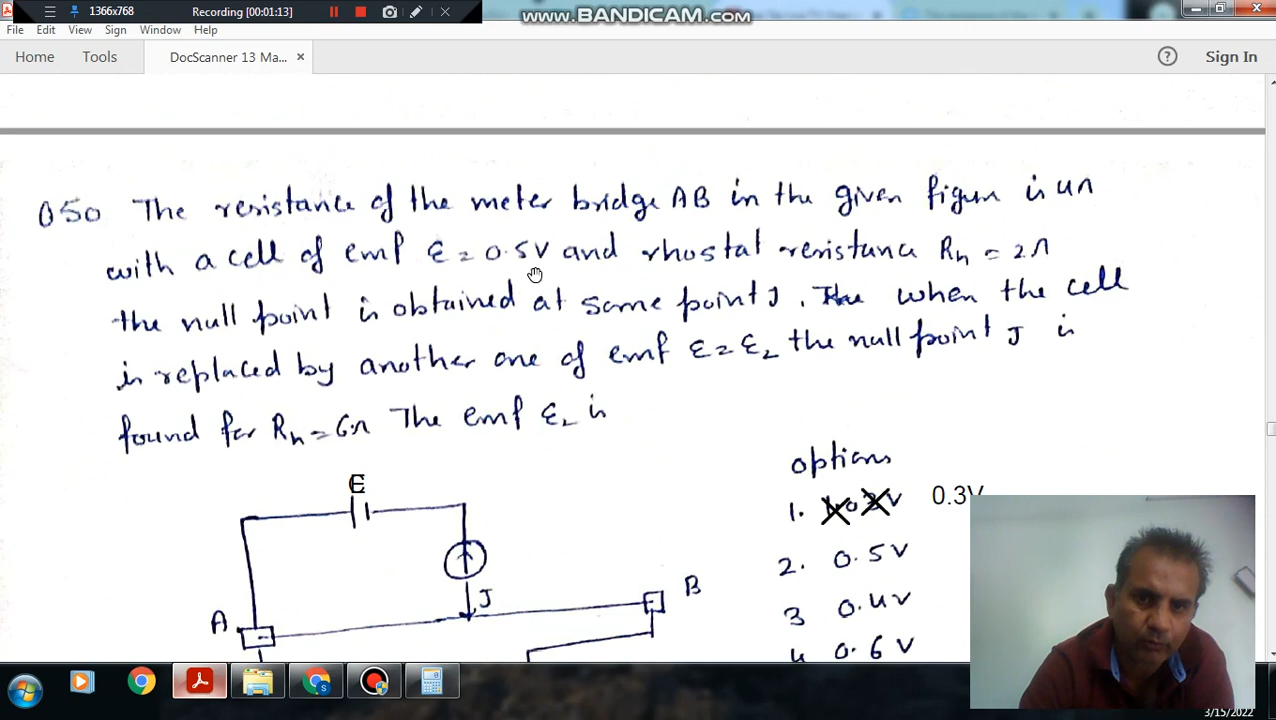 1366x768
Recording [00:01:13]
www.BANDICAM.com
File Edit View Sign Window Help
Home Tools DocScanner 13 Ma... × Sign In
Q50 The resistance of the meter bridge AB in the given figure is 4Ω
with a cell of emf ε = 0.5V and rhostal resistance Rh = 2Ω
the null point is obtained at same point J. The when the cell
is replaced by another one of emf ε = ε2 the null point J is
found for Rh = 6Ω The emf ε2 is
options
E
1. 0.3V
2. 0.5V
J
B
3 0.4V
A
4 0.6V
3/15/2022